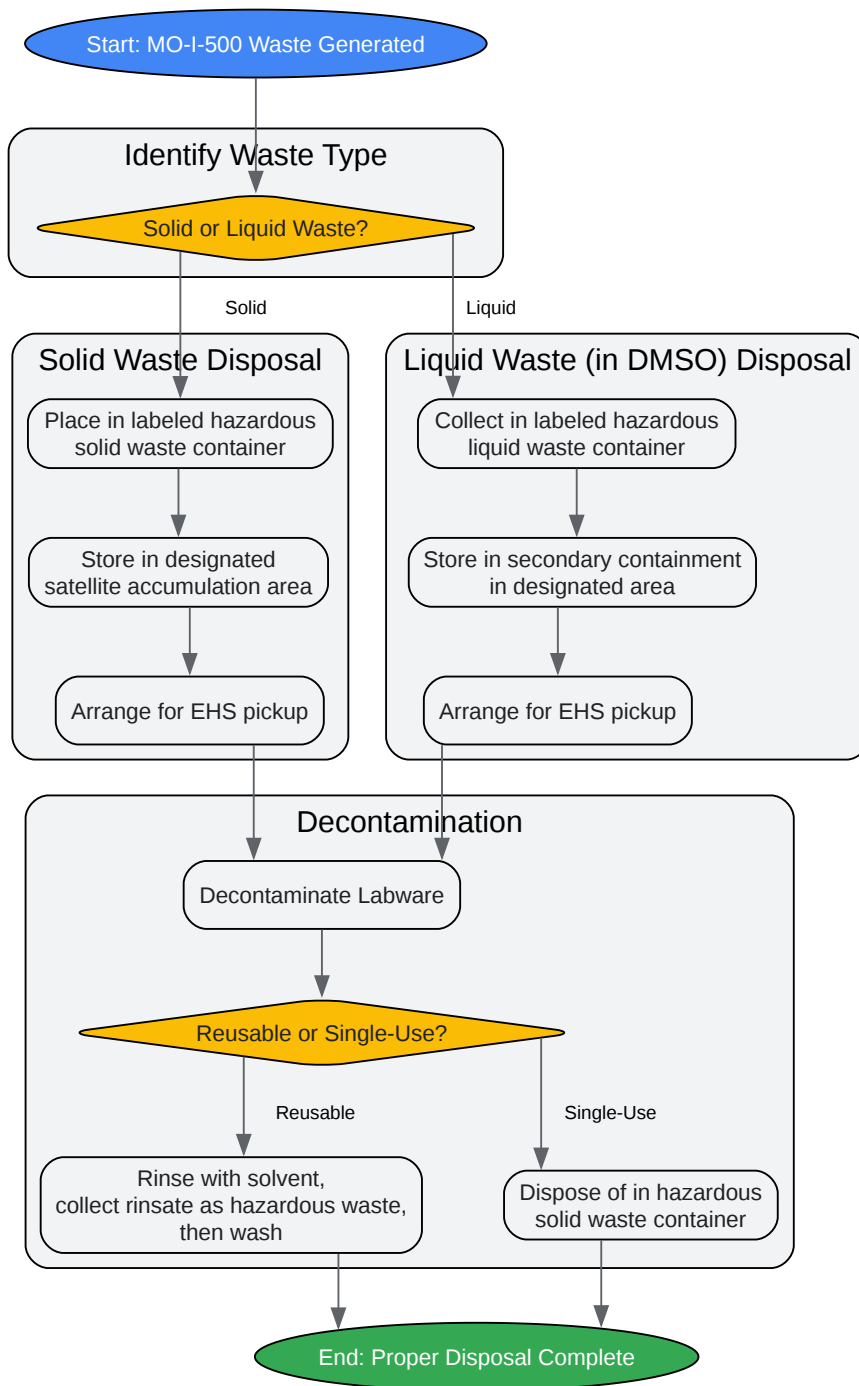 Start: MO-I-500 Waste Generated
Identify Waste Type
Solid or Liquid Waste?
Solid
Liquid
Solid Waste Disposal
Place in labeled hazardous
solid waste container
Store in designated
satellite accumulation area
Arrange for EHS pickup
Liquid Waste (in DMSO) Disposal
Collect in labeled hazardous
liquid waste container
Store in secondary containment
in designated area
Arrange for EHS pickup
Decontamination
Decontaminate Labware
Reusable or Single-Use?
Reusable
Single-Use
Rinse with solvent,
collect rinsate as hazardous waste,
then wash
Dispose of in hazardous
solid waste container
End: Proper Disposal Complete